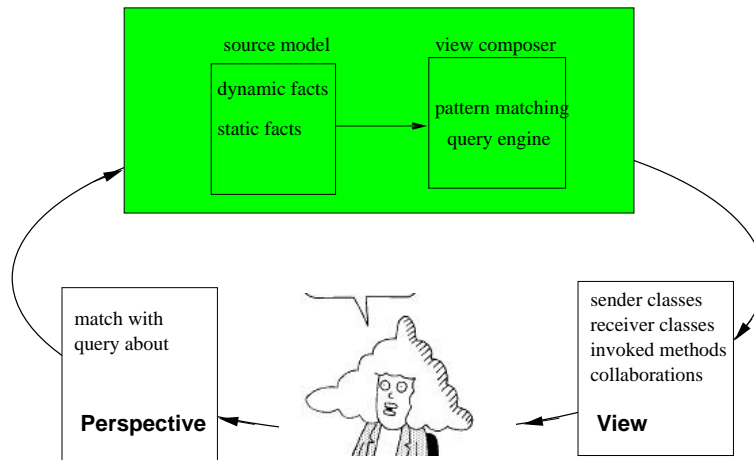 source model
view composer
dynamic facts
static facts
pattern matching
query engine
match with
query about
Perspective
sender classes
receiver classes
invoked methods
collaborations
View